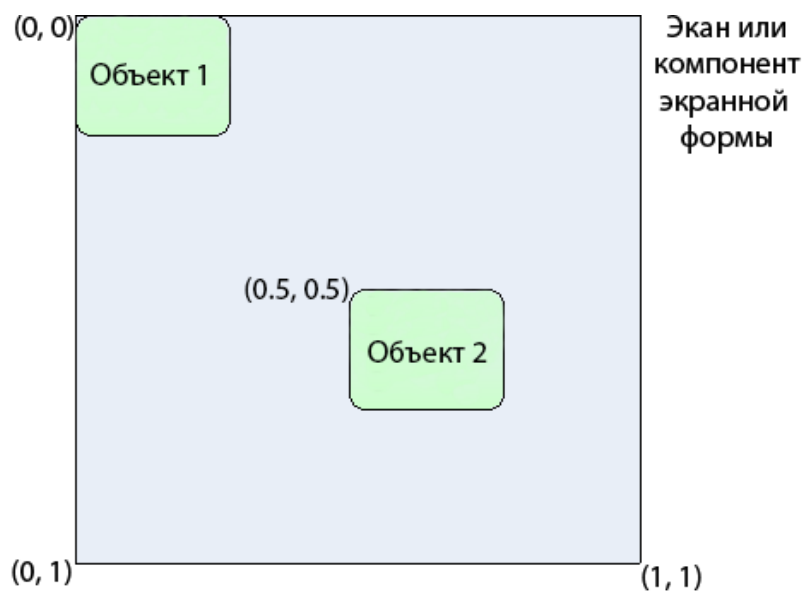 (0, 0)
Объект 1
Экан или
компонент
экранной
формы
(0.5, 0.5)
Объект 2
(0, 1)
(1, 1)